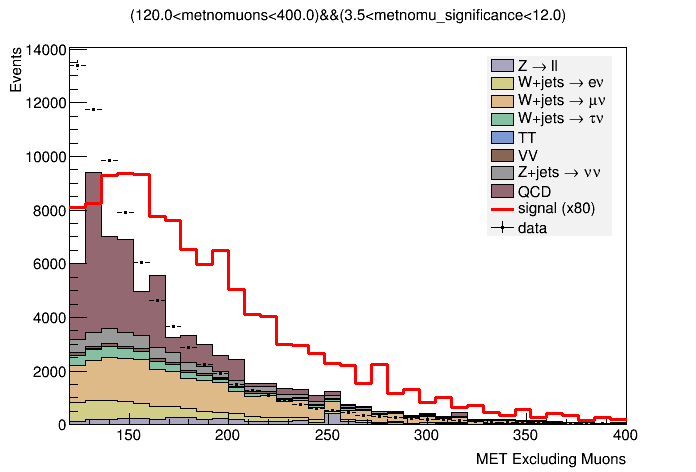 (120.0<metnomuons<400.0)&&(3.5<metnomu_significance<12.0)
Events
14000
12000
10000
8000
6000
4000
2000
0
150
200
250
300
350
400
MET Excluding Muons
Z → ll
W+jets → eν
W+jets → μν
W+jets → τν
TT
VV
Z+jets → νν
QCD
signal (x80)
data